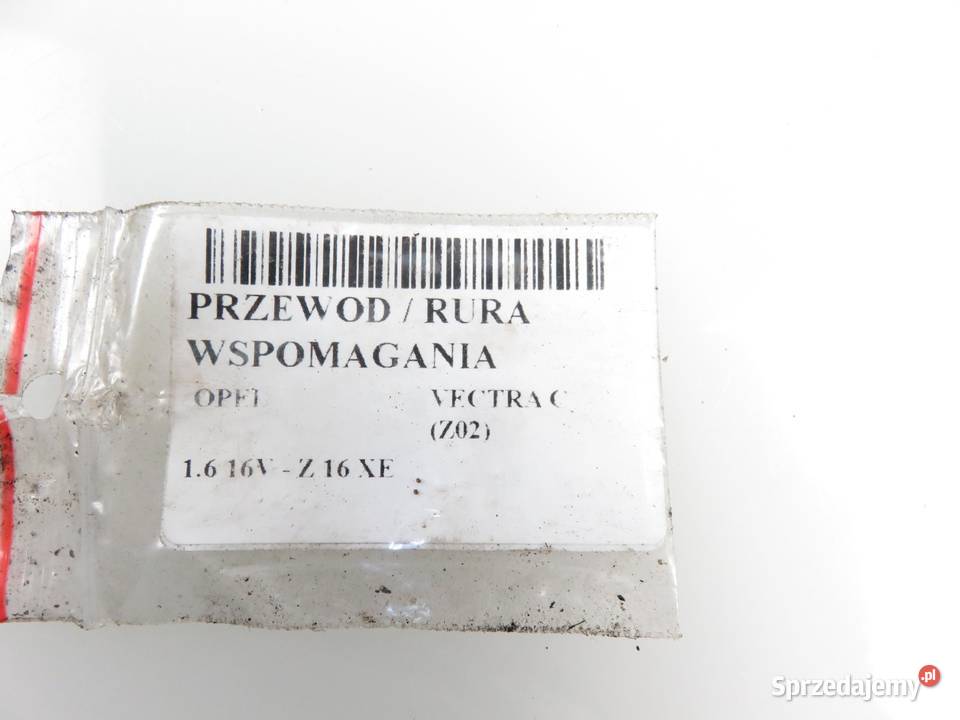 PRZEWOD / RURA
WSPOMAGANIA
OPEL VECTRA C
(Z02)
1.6 16V - Z 16 XE
Sprzedajemy.pl